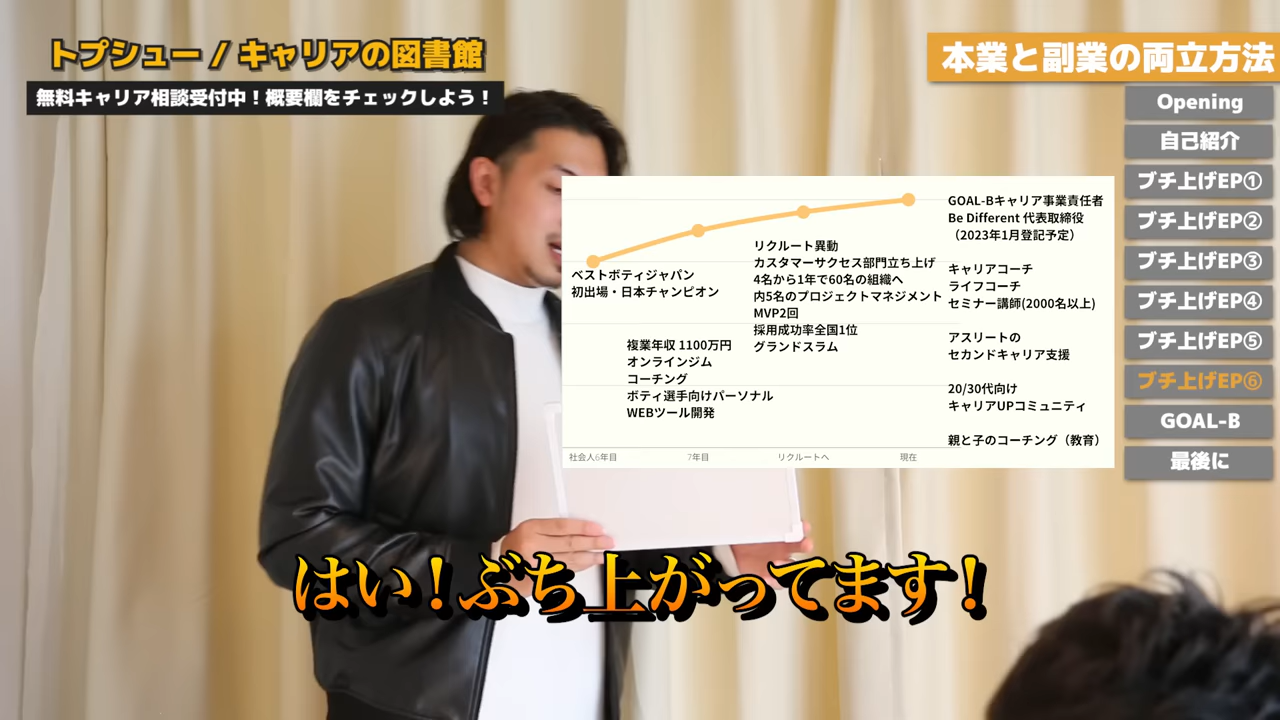 トプシュー / キャリアの図書館
無料キャリア相談受付中！概要欄をチェックしよう！
本業と副業の両立方法
Opening
自己紹介
ブチ上げEP①
ブチ上げEP②
ブチ上げEP③
ブチ上げEP④
ブチ上げEP⑤
ブチ上げEP⑥
GOAL-B
最後に
ベストボディジャパン
初出場・日本チャンピオン
複業年収 1100万円
オンラインジム
コーチング
ボティ選手向けパーソナル
WEBツール開発
リクルート異動
カスタマーサクセス部門立ち上げ
4名から1年で60名の組織へ
内5名のプロジェクトマネジメント
MVP2回
採用成功率全国1位
グランドスラム
GOAL-Bキャリア事業責任者
Be Different 代表取締役
（2023年1月登記予定）
キャリアコーチ
ライフコーチ
セミナー講師(2000名以上)
アスリートの
セカンドキャリア支援
20/30代向け
キャリアUPコミュニティ
親と子のコーチング（教育）
社会人6年目
7年目
リクルートへ
現在
はい！ぶち上がってます！